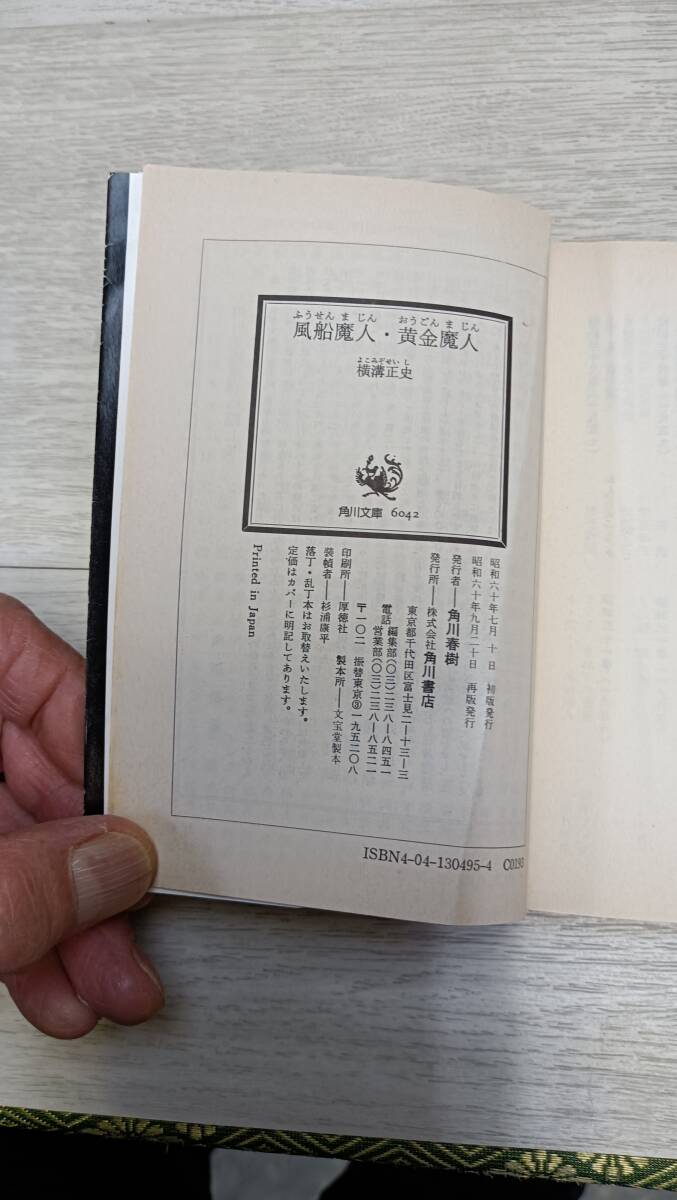 ふうせん ま じん おうごん ま じん
風船魔人・黄金魔人
よこみぞせい し
横溝正史
角川文庫 6042
昭和六十年七月 十 日 初版発行
昭和六十年九月二十日 再版発行
発行者――角川春樹
発行所――株式会社角川書店
東京都千代田区富士見二―十三―三
電話 編集部(〇三)二三八―八四五一
営業部(〇三)二三八―八五二一
〒一〇二 振替東京③一九五二〇八
印刷所――厚徳社 製本所――文宝堂製本
装幀者――杉浦康平
落丁・乱丁本はお取替えいたします。
定価はカバーに明記してあります。
Printed in Japan
ISBN4-04-130495-4 C0193